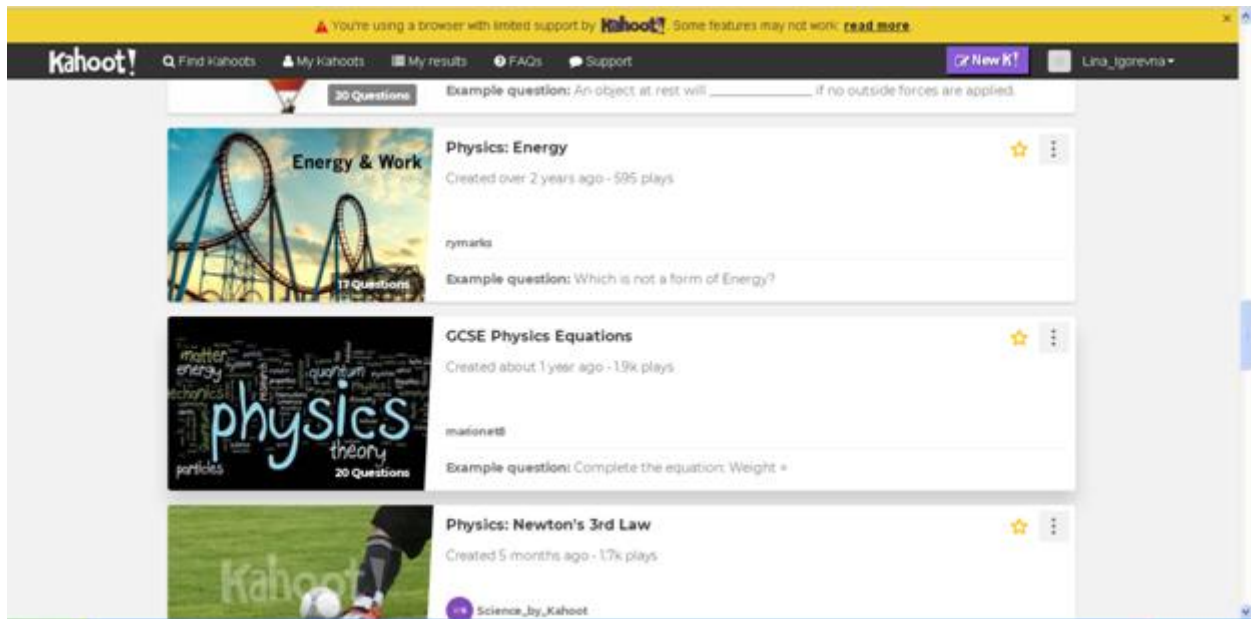 You're using a browser with limited support by Kahoot! Some features may not work: read more.
Kahoot! Find Kahoots My Kahoots My results FAQs Support New K! Lina_Igorevna
20 Questions
Example question: An object at rest will ______________ if no outside forces are applied.
Energy & Work
17 Questions
Physics: Energy
Created over 2 years ago - 595 plays
rymarks
Example question: Which is not a form of Energy?
matter
energy
quantum
physics
theory
particles
20 Questions
GCSE Physics Equations
Created about 1 year ago - 1.9k plays
marionet8
Example question: Complete the equation: Weight =
Kahoot!
Physics: Newton's 3rd Law
Created 5 months ago - 1.7k plays
Science_by_Kahoot